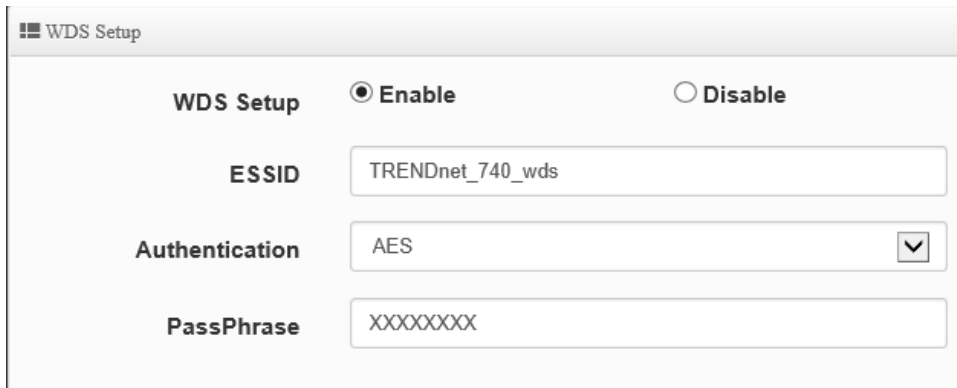 WDS Setup
WDS Setup Enable Disable
ESSID TRENDnet_740_wds
Authentication AES
PassPhrase XXXXXXXX